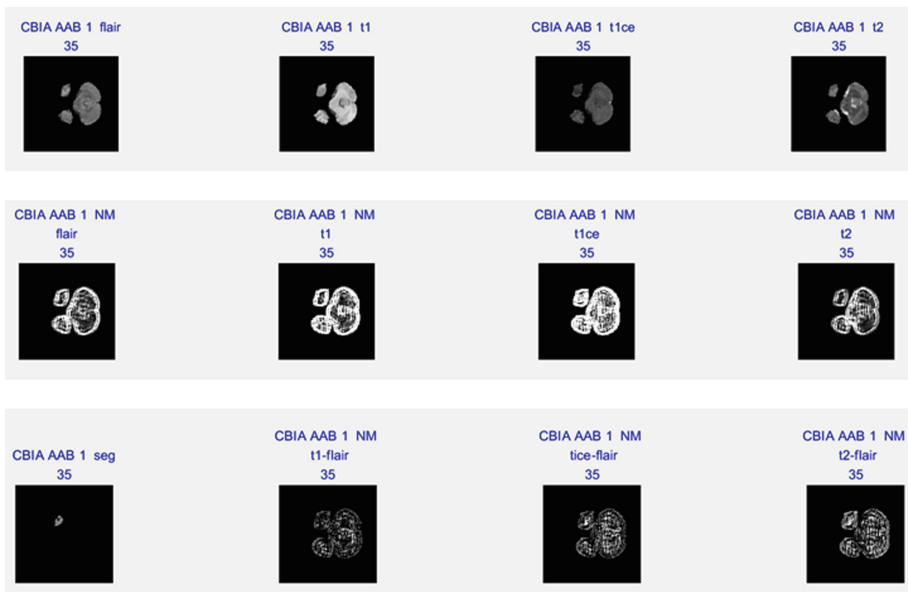 CBIA AAB 1 flair
35
CBIA AAB 1 t1
35
CBIA AAB 1 t1ce
35
CBIA AAB 1 t2
35
CBIA AAB 1 NM
flair
35
CBIA AAB 1 NM
t1
35
CBIA AAB 1 NM
t1ce
35
CBIA AAB 1 NM
t2
35
CBIA AAB 1 seg
35
CBIA AAB 1 NM
t1-flair
35
CBIA AAB 1 NM
tice-flair
35
CBIA AAB 1 NM
t2-flair
35